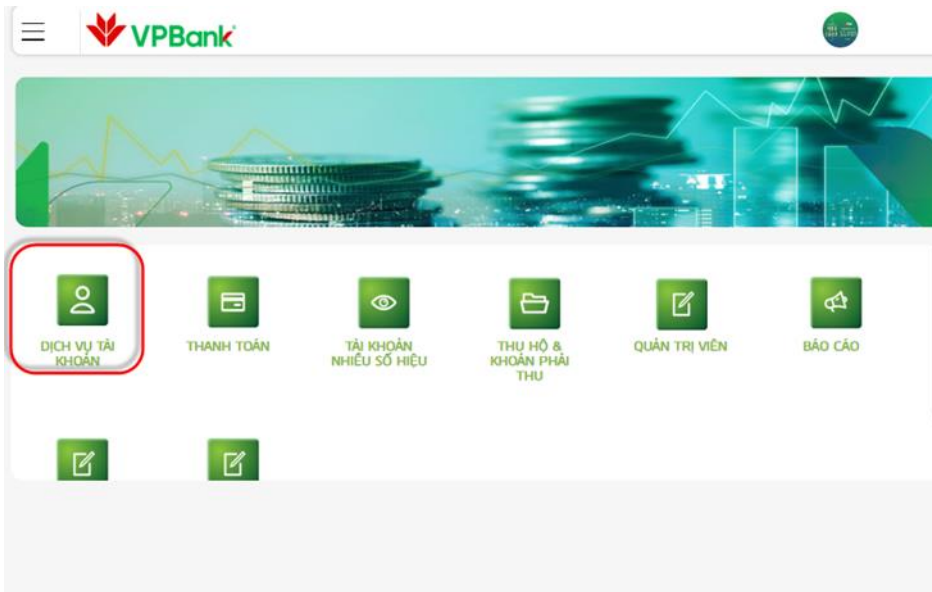 VPBank
DỊCH VỤ TÀI
KHOẢN
THANH TOÁN
TÀI KHOẢN
NHIỀU SỐ HIỆU
THU HỘ &
KHOẢN PHẢI
THU
QUẢN TRỊ VIÊN
BÁO CÁO